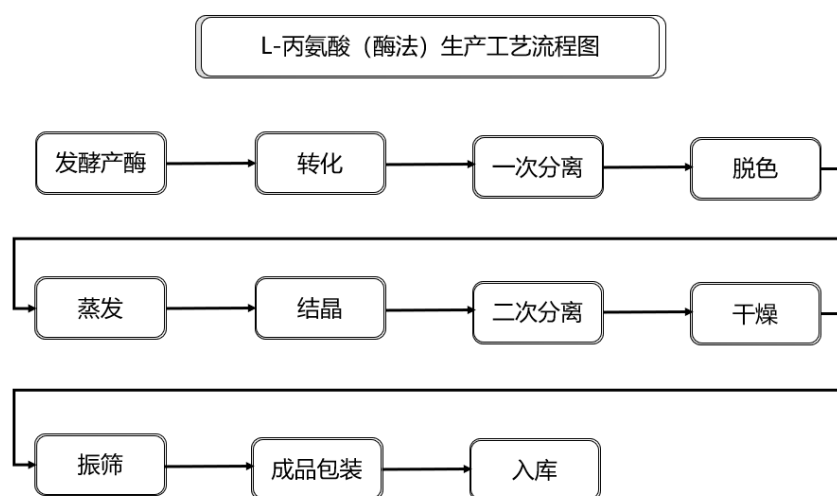 L-丙氨酸（酶法）生产工艺流程图
发酵产酶
转化
一次分离
脱色
蒸发
结晶
二次分离
干燥
振筛
成品包装
入库